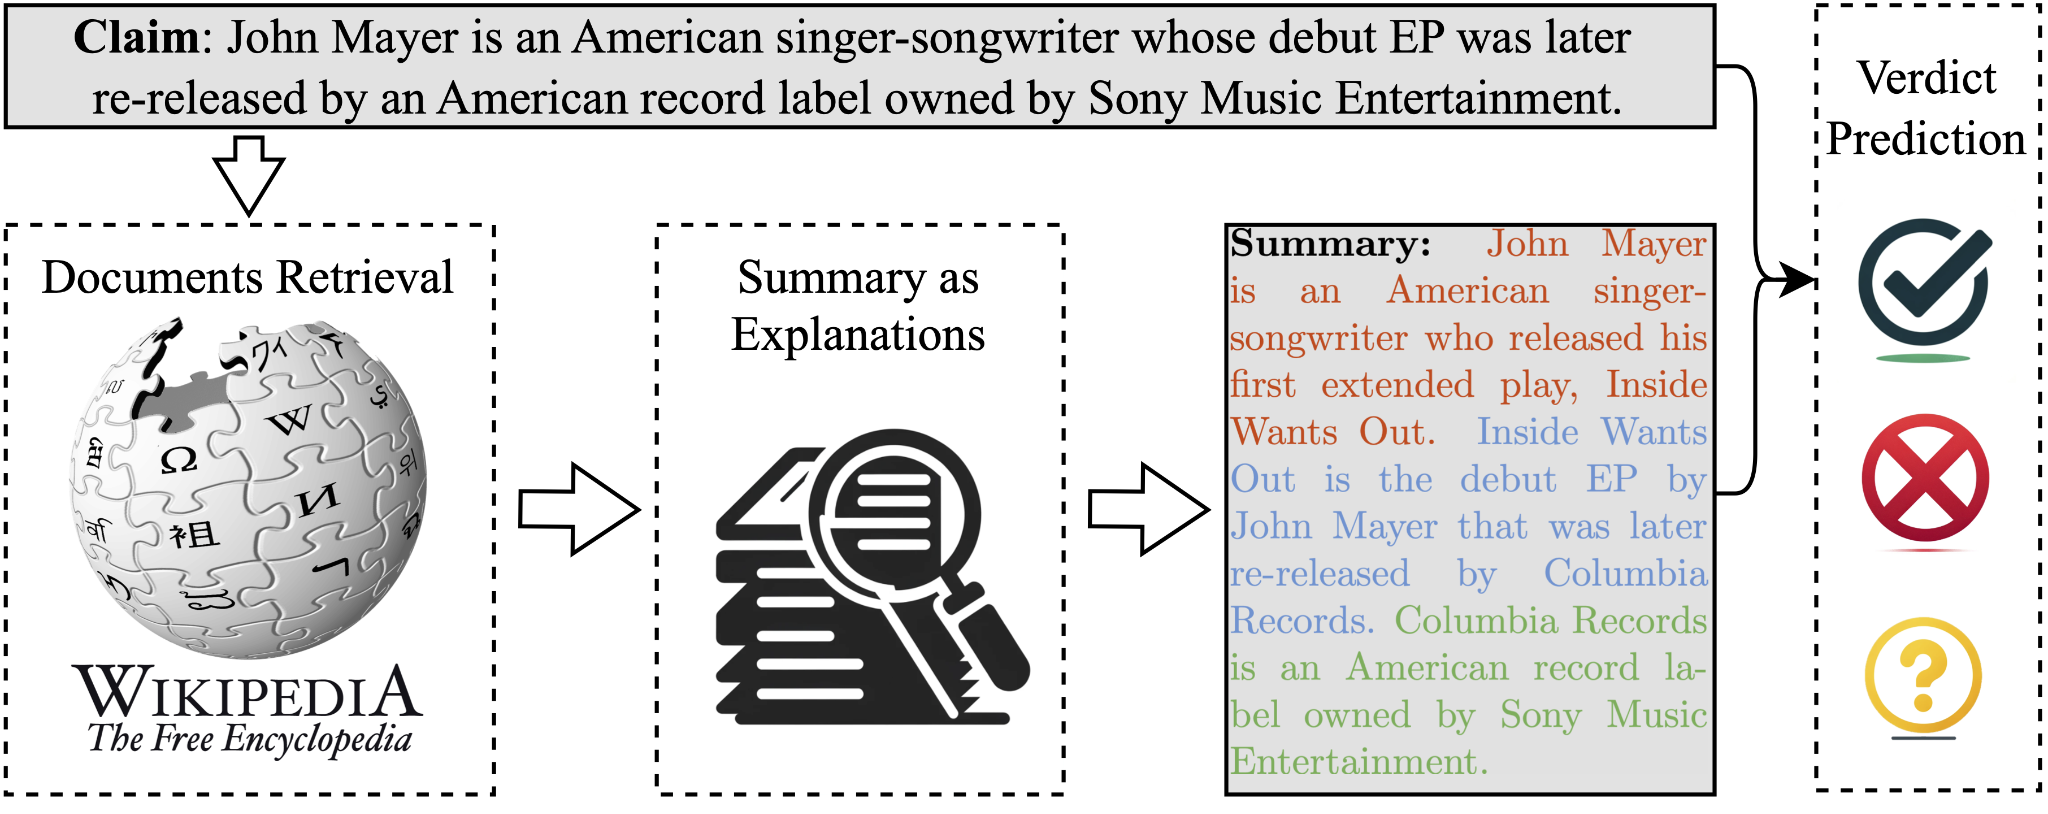 Claim: John Mayer is an American singer-songwriter whose debut EP was later
re-released by an American record label owned by Sony Music Entertainment.
Documents Retrieval
Ω
W
И
祖
ワィ
위
WIKIPEDIA
The Free Encyclopedia
Summary as
Explanations
Summary: John Mayer
is an American singer-
songwriter who released his
first extended play, Inside
Wants Out. Inside Wants
Out is the debut EP by
John Mayer that was later
re-released by Columbia
Records. Columbia Records
is an American record la-
bel owned by Sony Music
Entertainment.
Verdict
Prediction
?